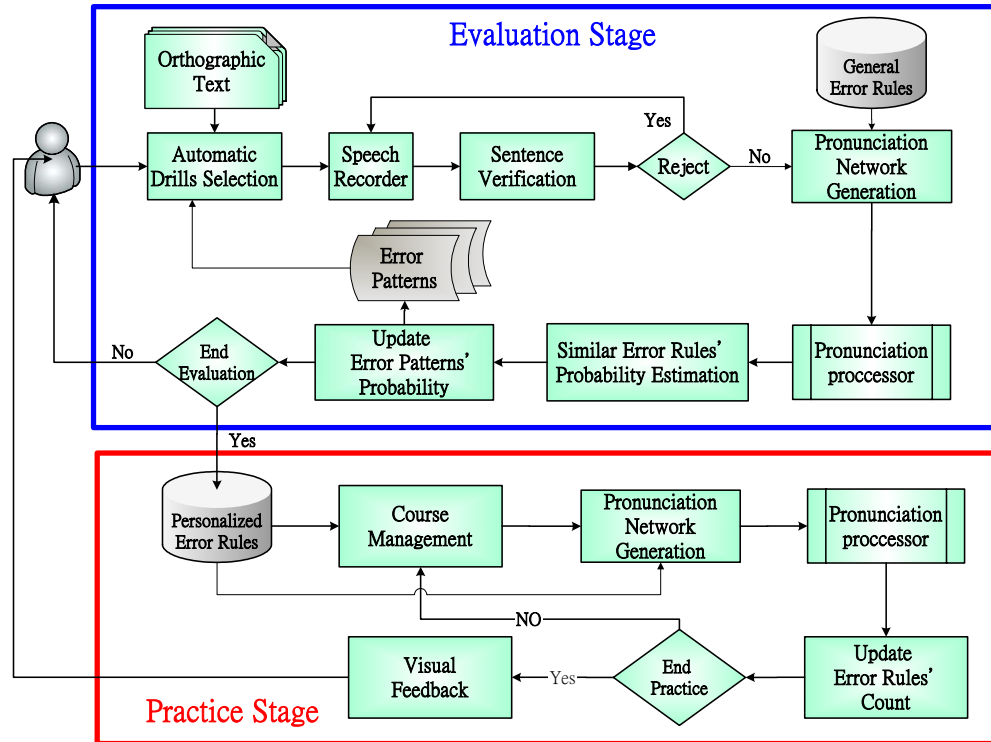 Evaluation Stage
Orthographic
Text
General
Error Rules
Yes
Automatic
Drills Selection
Speech
Recorder
Sentence
Verification
Reject
No
Pronunciation
Network
Generation
Error
Patterns
No
End
Evaluation
Update
Error Patterns'
Probability
Similar Error Rules'
Probability Estimation
Pronunciation
proccessor
Yes
Personalized
Error Rules
Course
Management
Pronunciation
Network
Generation
Pronunciation
proccessor
NO
Visual
Feedback
Yes
End
Practice
Update
Error Rules'
Count
Practice Stage